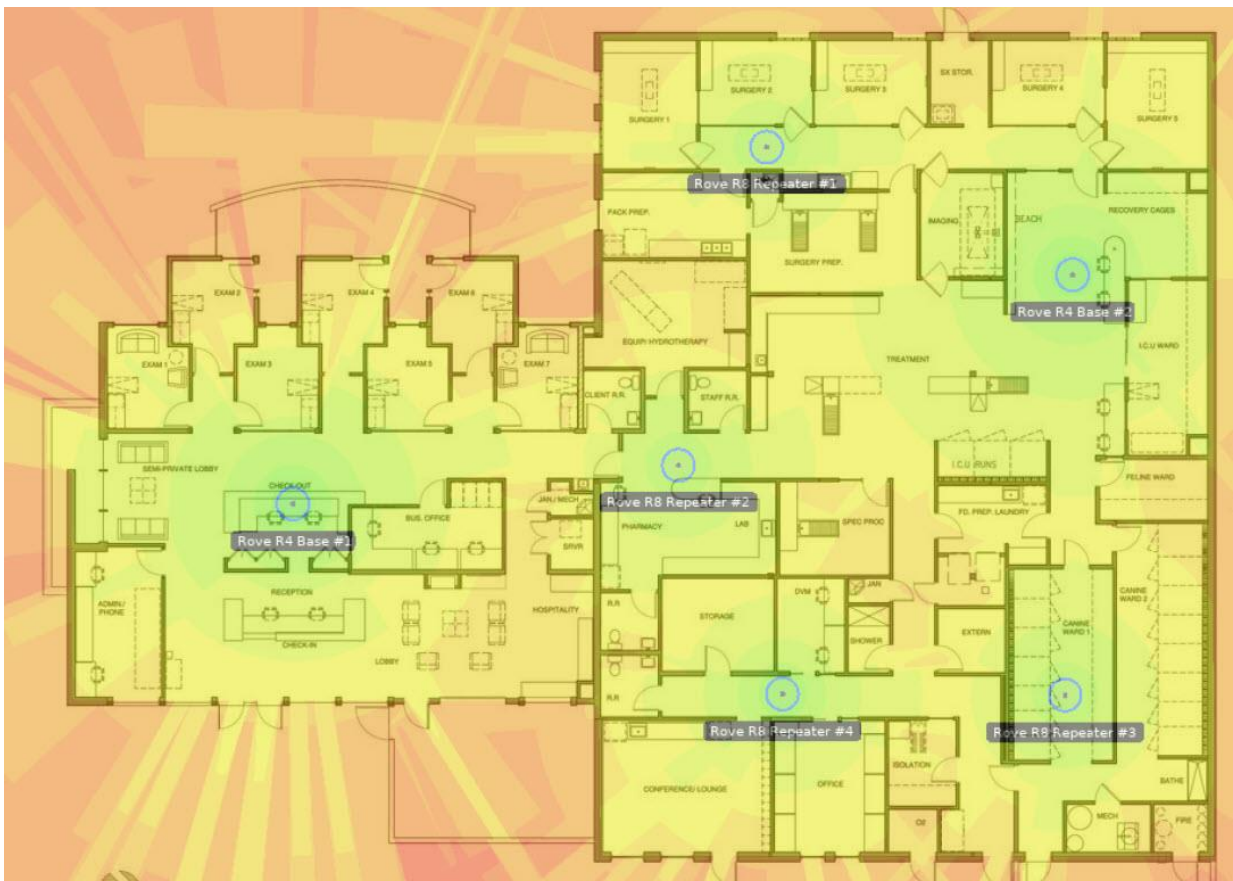 SURGERY 1
SURGERY 2
SURGERY 3
SX STOR.
SURGERY 4
SURGERY 5
Rove R8 Repeater #1
PACK PREP.
SURGERY PREP.
IMAGING
BEACH
RECOVERY CAGES
Rove R4 Base #2
EXAM 2
EXAM 4
EXAM 6
EXAM 1
EXAM 3
EXAM 5
EXAM 7
EQUIP/ HYDROTHERAPY
TREATMENT
I.C.U WARD
CLIENT R.R.
STAFF R.R.
SEMI-PRIVATE LOBBY
CHECK-OUT
Rove R4 Base #1
BUS. OFFICE
JAN./ MECH
SRVR
Rove R8 Repeater #2
PHARMACY
LAB
SPEC PROC
I.C.U RUNS
FELINE WARD
FD. PREP. LAUNDRY
ADMIN/
PHONE
RECEPTION
CHECK-IN
LOBBY
HOSPITALITY
R.R
STORAGE
DVM
JAN
SHOWER
EXTERN
CANINE
WARD 1
CANINE
WARD 2
R.R
Rove R8 Repeater #4
Rove R8 Repeater #3
CONFERENCE/ LOUNGE
OFFICE
ISOLATION
BATHE
MECH
FIRE